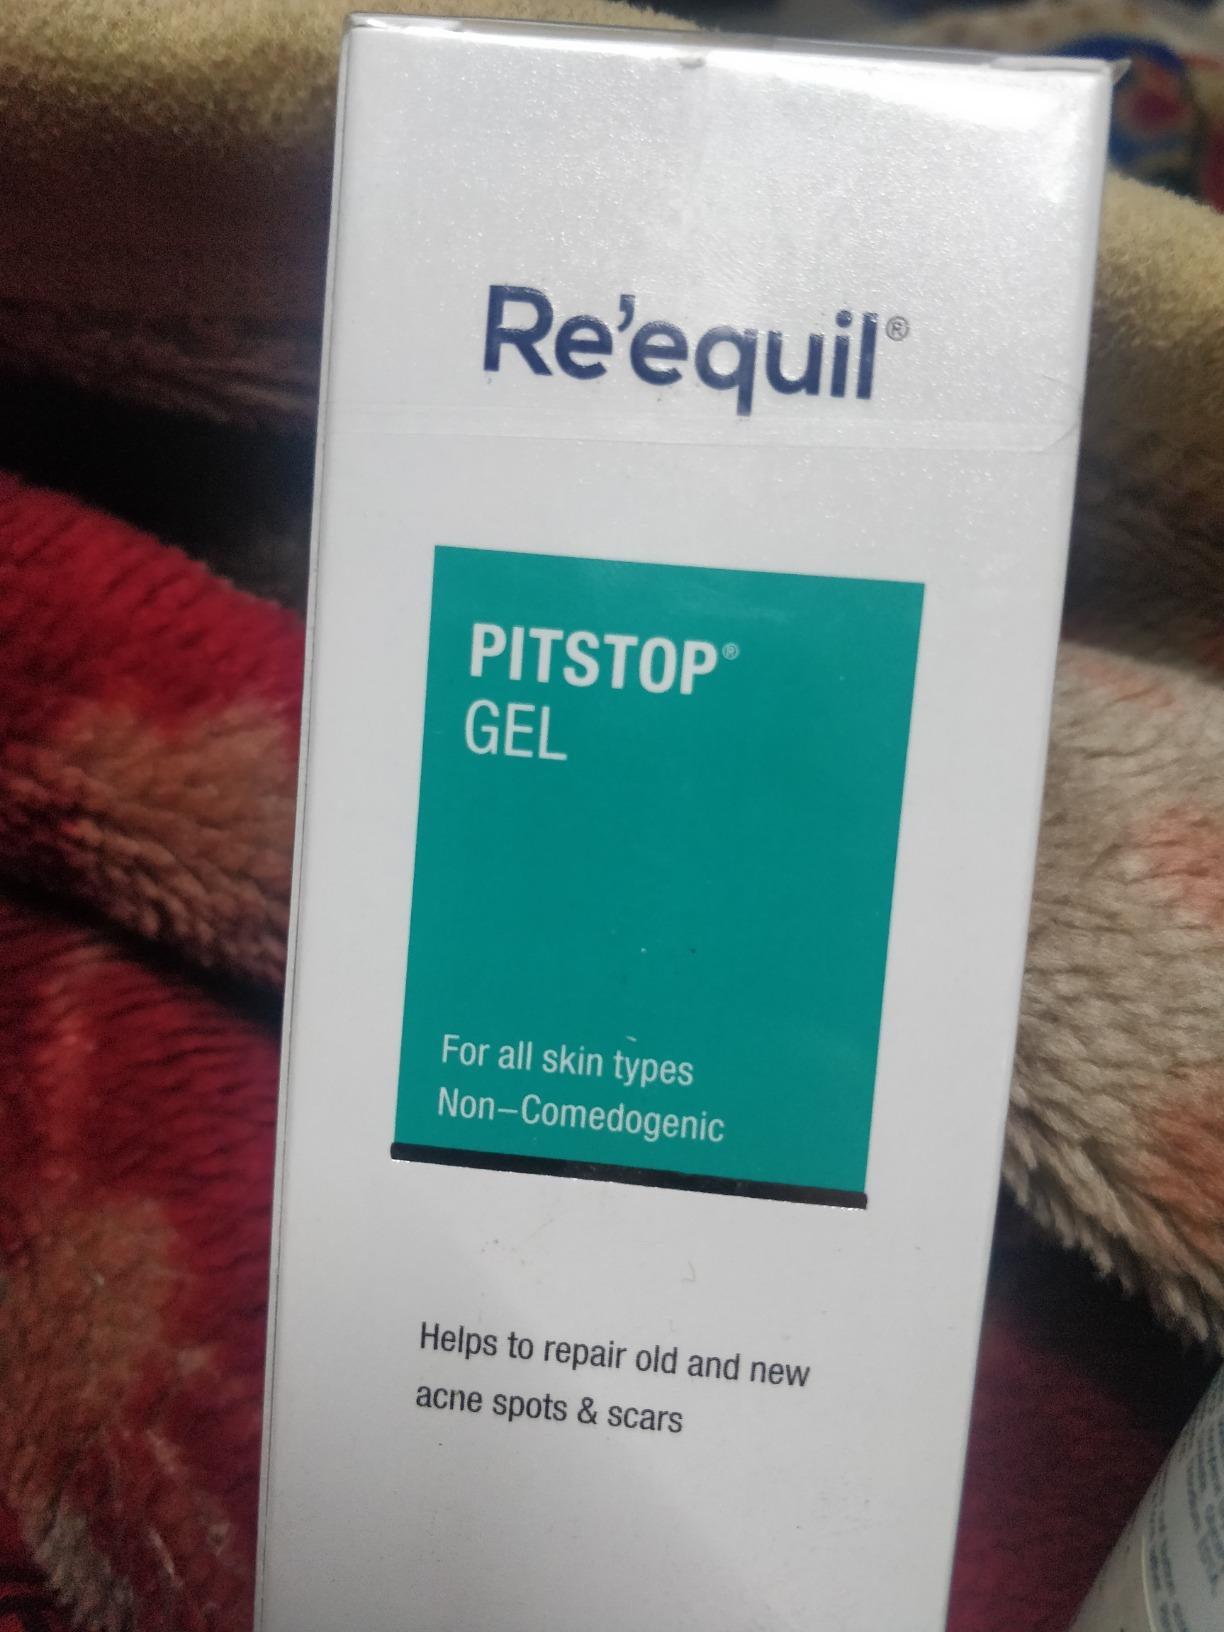 Re'equil®
PITSTOP®
GEL
For all skin types
Non–Comedogenic
Helps to repair old and new
acne spots & scars